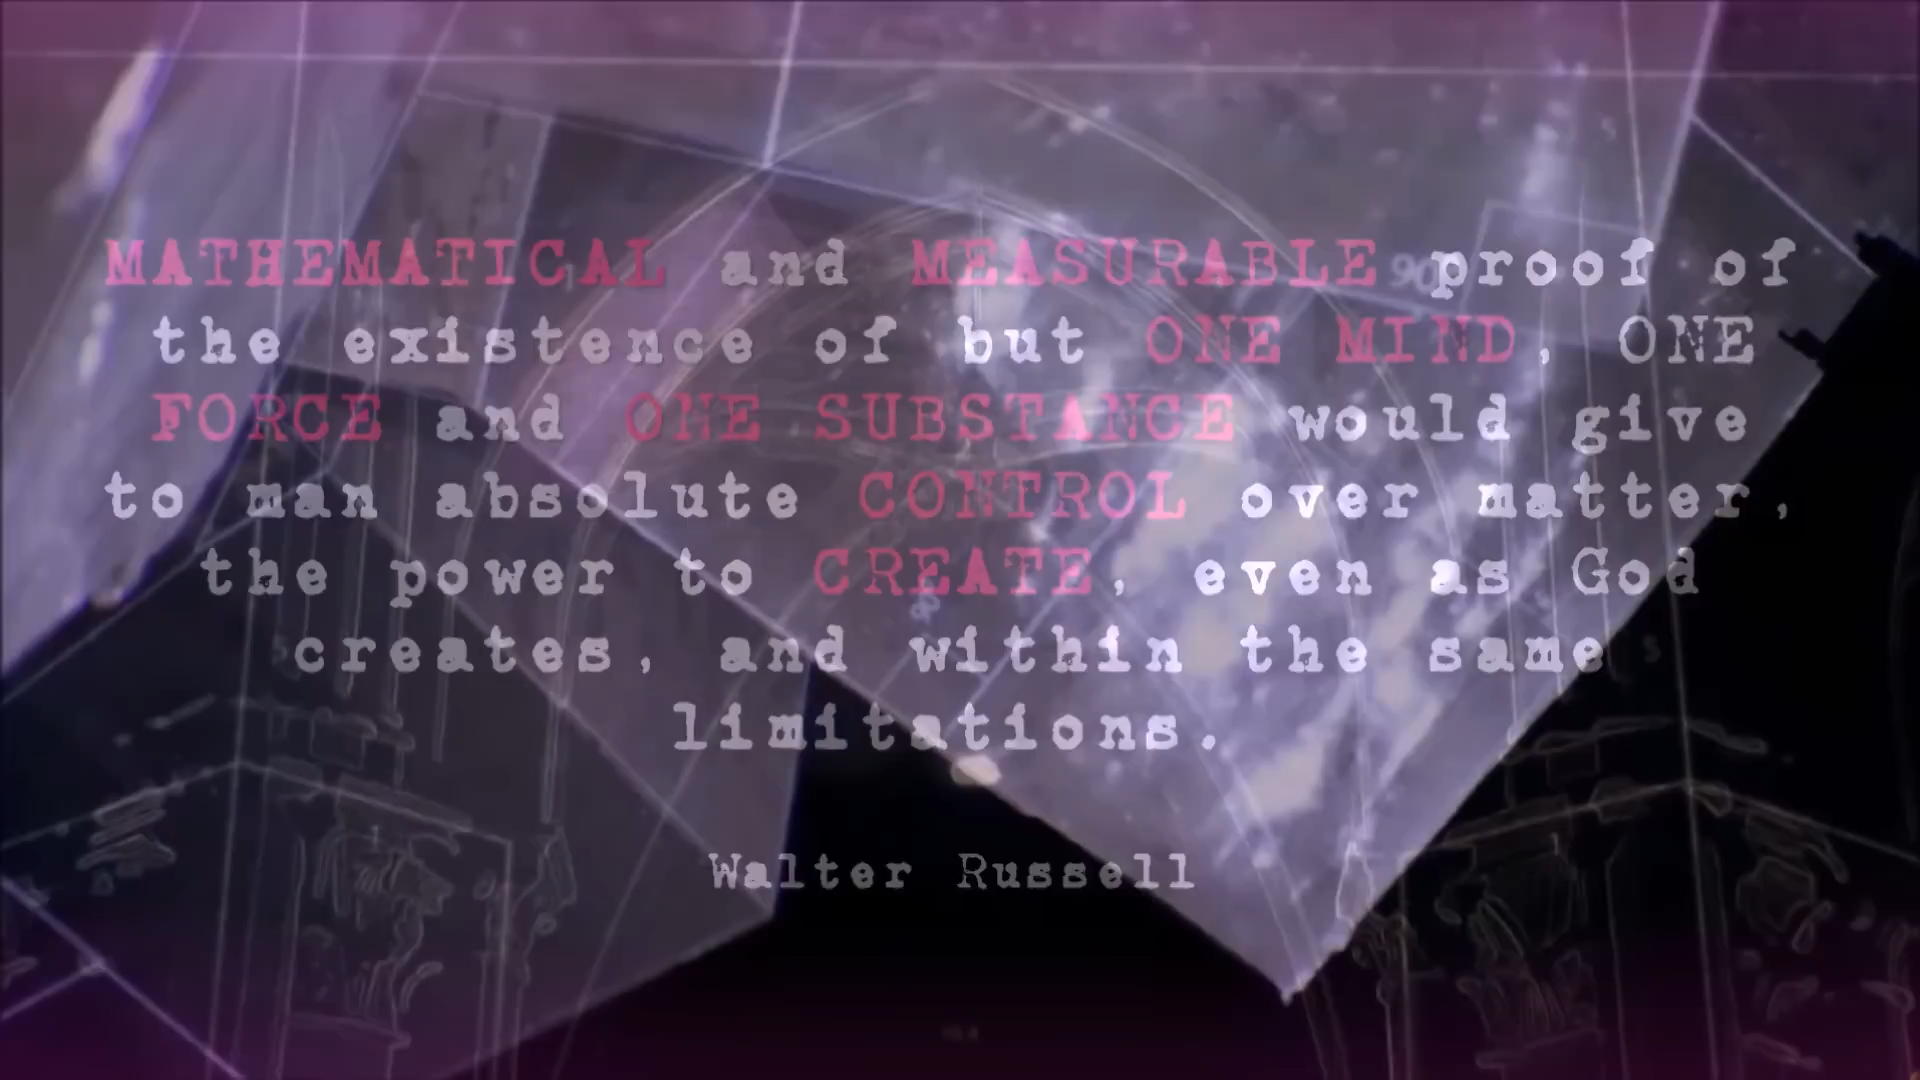 MATHEMATICAL and MEASURABLE proof of
the existence of but ONE MIND, ONE
FORCE and ONE SUBSTANCE would give
to man absolute CONTROL over matter,
the power to CREATE, even as God
creates, and within the same
limitations.
Walter Russell
90